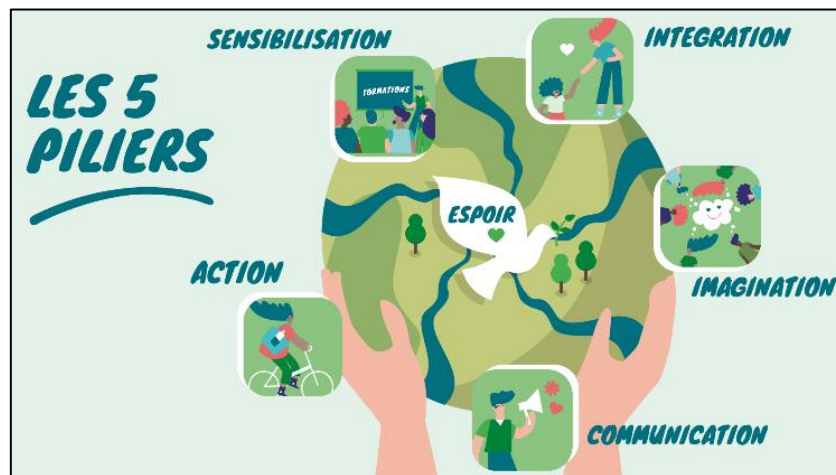 LES 5
PILIERS
SENSIBILISATION
FORMATIONS
INTEGRATION
ESPOIR
ACTION
IMAGINATION
COMMUNICATION